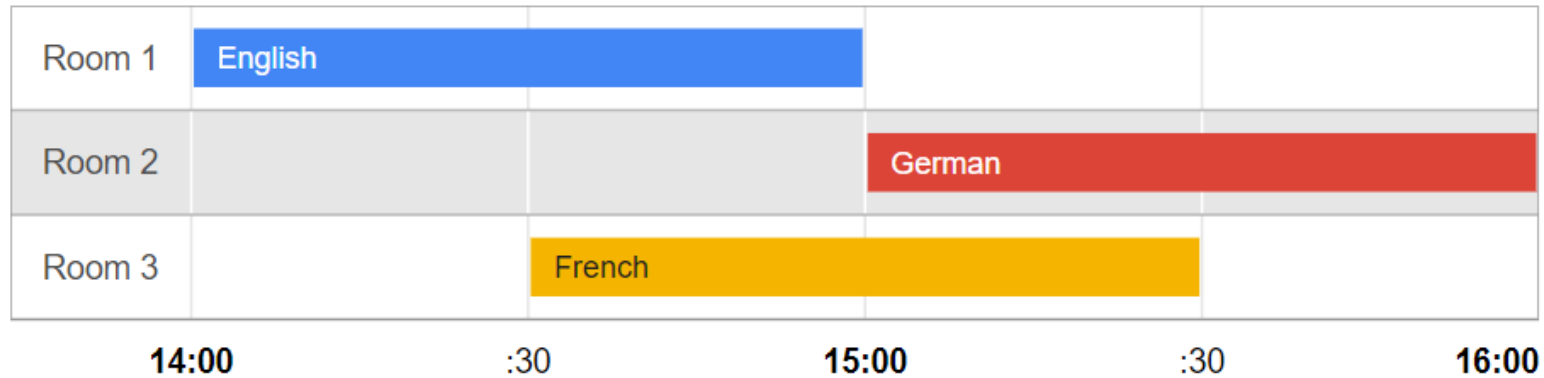 Room 1 English
Room 2 German
Room 3 French
14:00 :30 15:00 :30 16:00